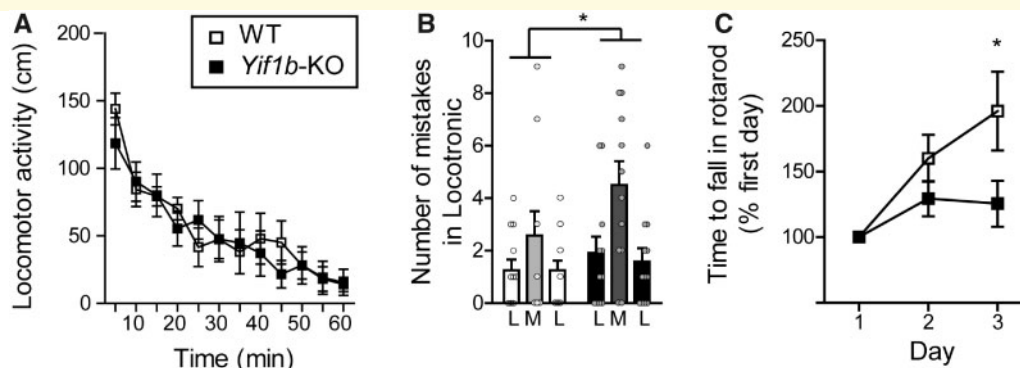 A
Locomotor activity (cm)
200
150
100
50
0
WT
Yif1b-KO
10 20 30 40 50 60
Time (min)
B
Number of mistakes
in Locotronic
10
8
6
4
2
0
*
L M L L M L
C
Time to fall in rotarod
(% first day)
250
200
150
100
*
1 2 3
Day